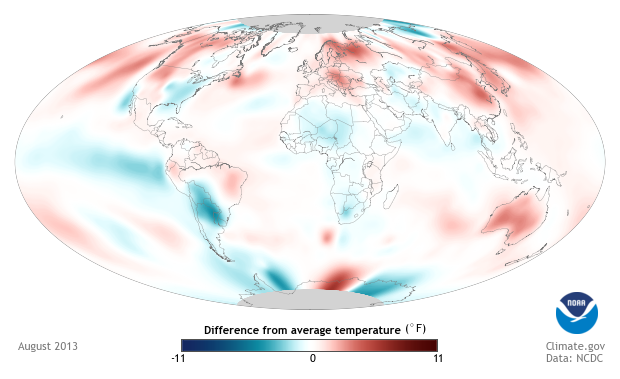 NOAA
Difference from average temperature (°F)
August 2013
-11
0
11
Climate.gov
Data: NCDC